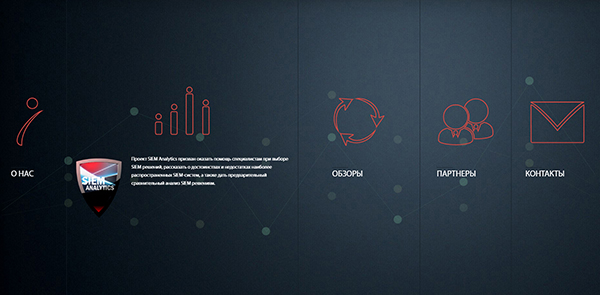 О НАС
SIEM
ANALYTICS
Проект SIEM Analytics призван оказать помощь специалистам при выборе
SIEM решений, рассказать о достоинствах и недостатках наиболее
распространенных SIEM-систем, а также дать предварительный
сравнительный анализ SIEM решениям.
ОБЗОРЫ
ПАРТНЕРЫ
КОНТАКТЫ